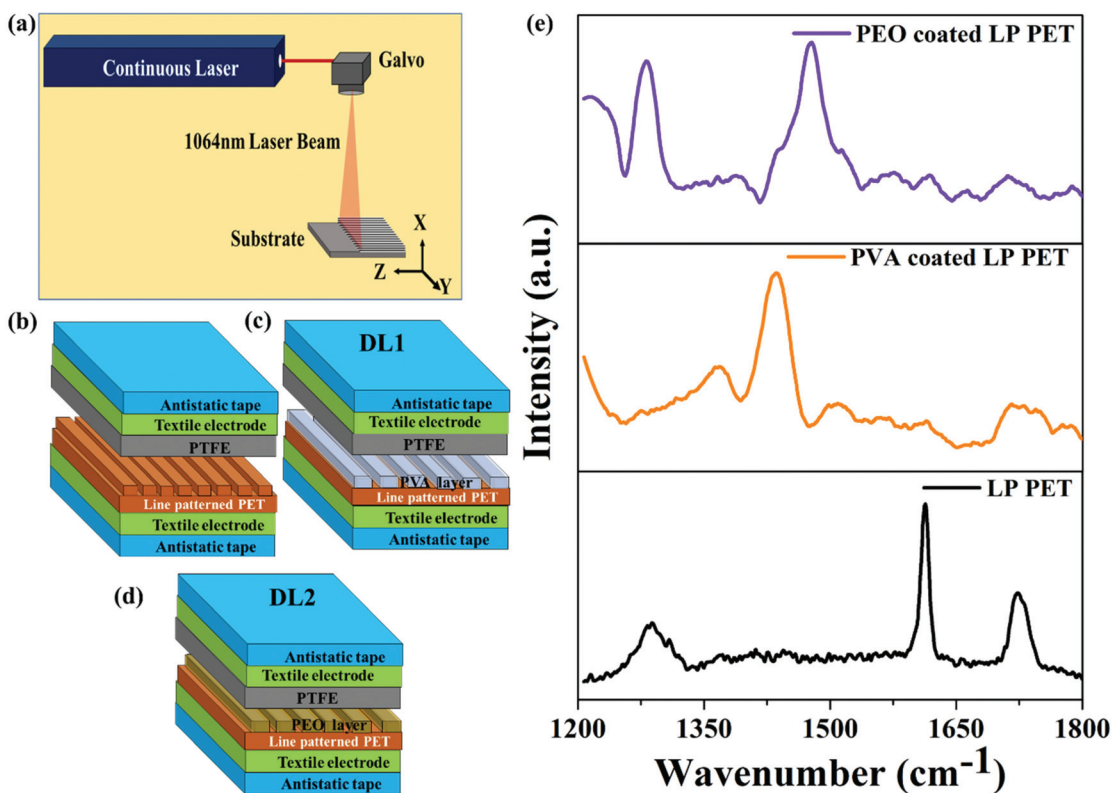 (a)
Continuous Laser
Galvo
1064nm Laser Beam
Substrate
X
Z
Y
(b)
Antistatic tape
Textile electrode
PTFE
Line patterned PET
Textile electrode
Antistatic tape
(c)
DL1
Antistatic tape
Textile electrode
PTFE
PVA layer
Line patterned PET
Textile electrode
Antistatic tape
(d)
DL2
Antistatic tape
Textile electrode
PTFE
PEO layer
Line patterned PET
Textile electrode
Antistatic tape
(e)
PEO coated LP PET
PVA coated LP PET
LP PET
Intensity (a.u.)
1200 1350 1500 1650 1800
Wavenumber (cm⁻¹)